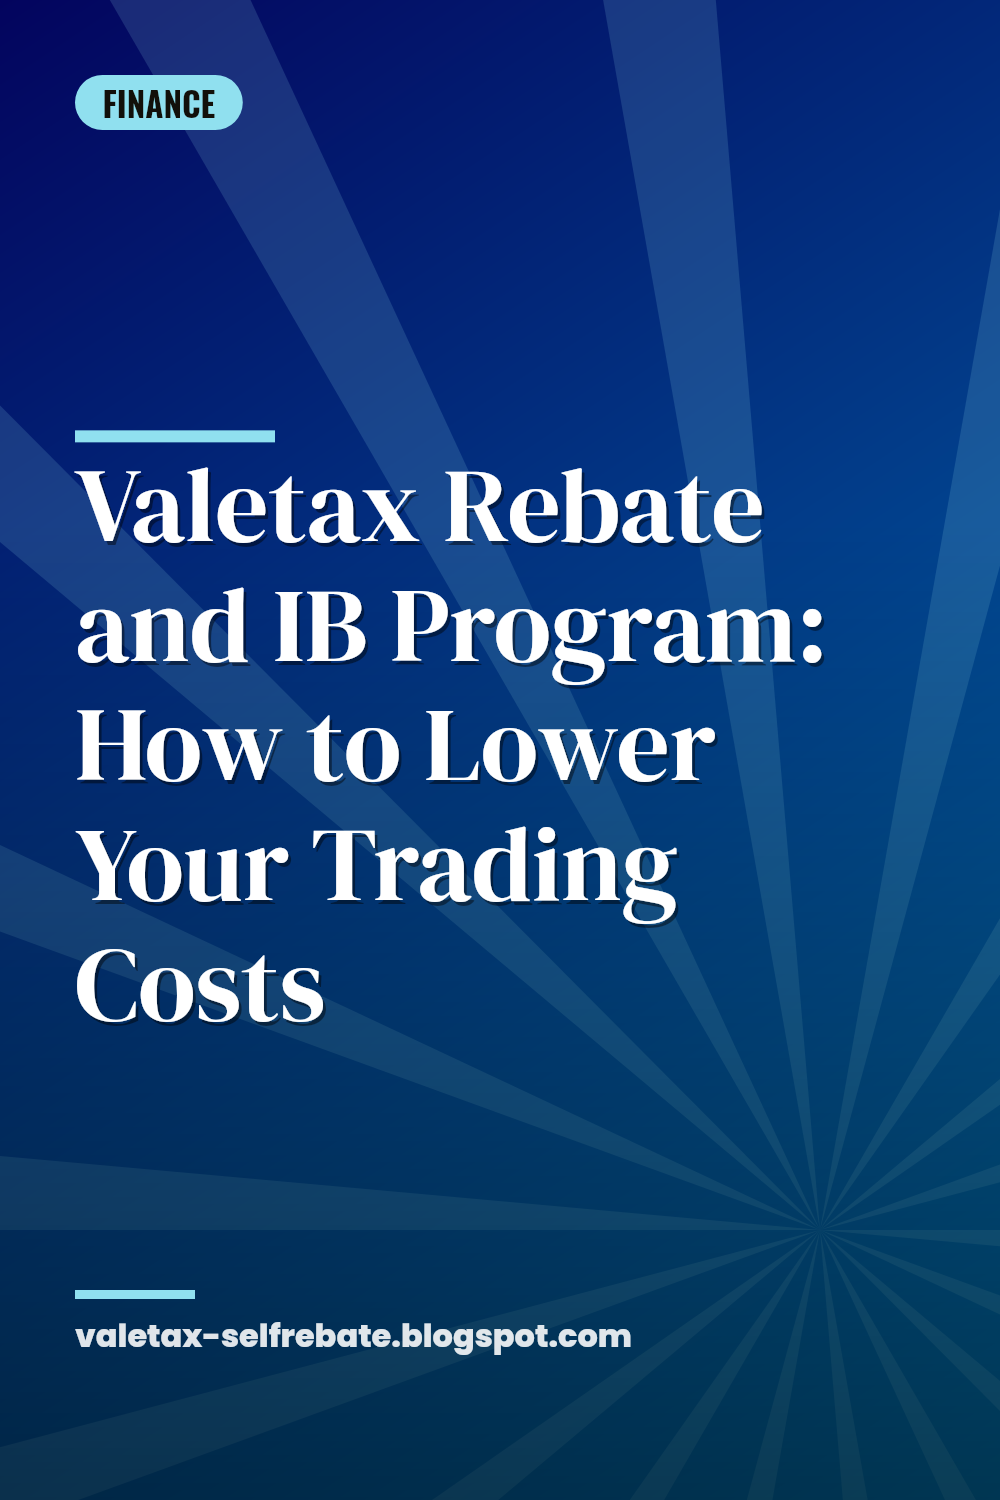 FINANCE
Valetax Rebate
and IB Program:
How to Lower
Your Trading
Costs
valetax-selfrebate.blogspot.com